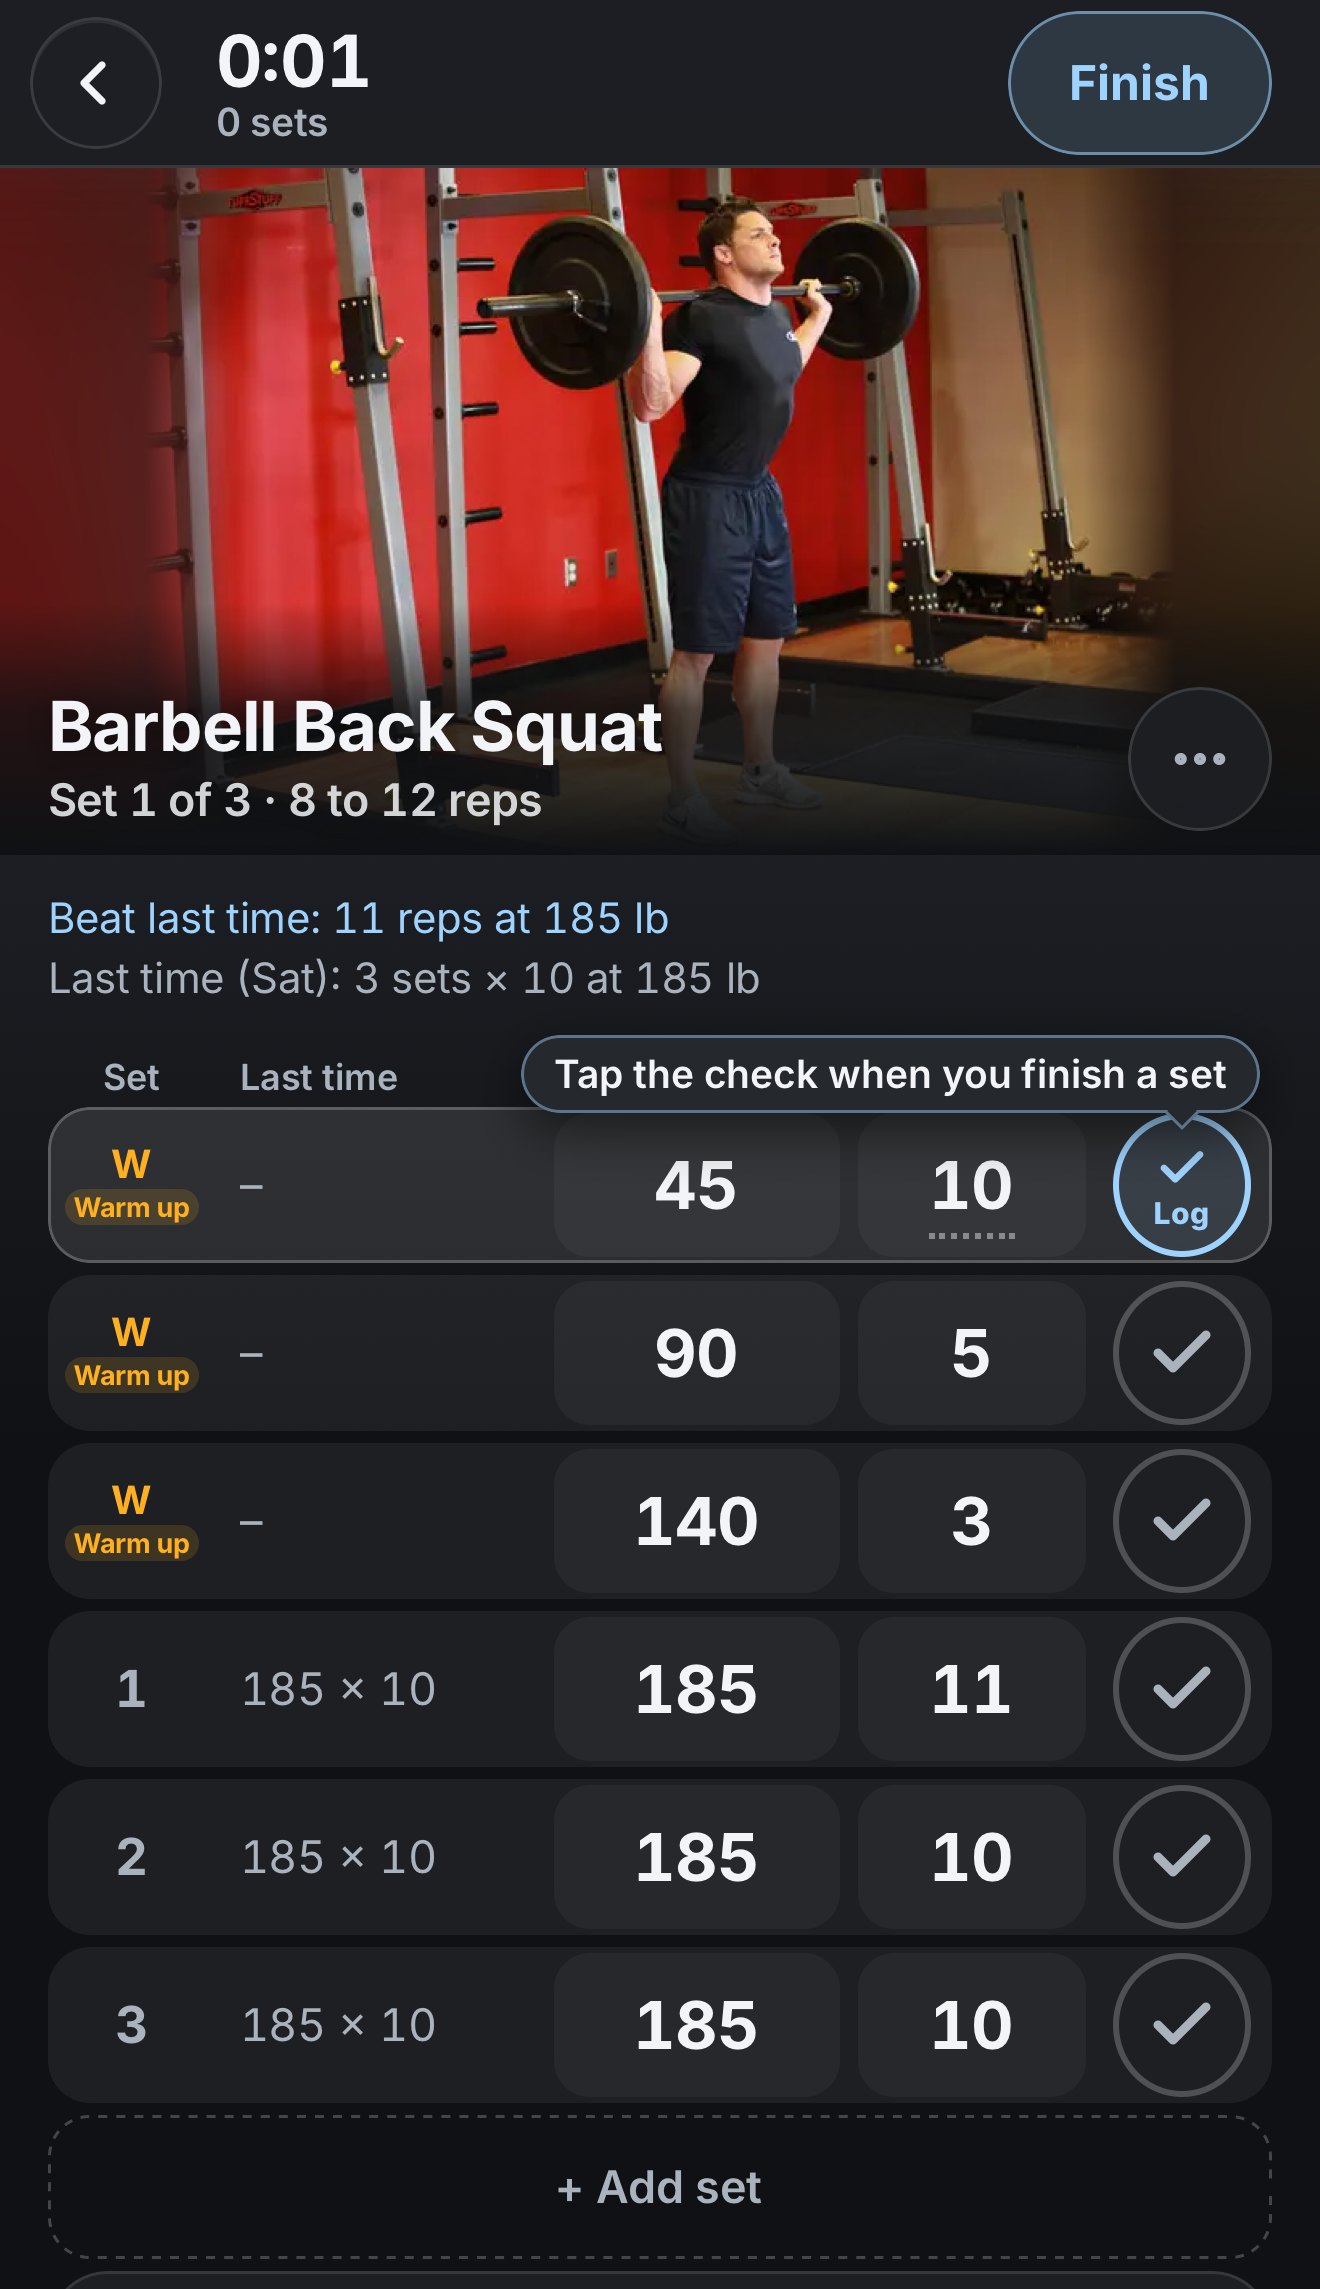 0:01
0 sets
Finish
TUFFSTUFF
Barbell Back Squat
Set 1 of 3 · 8 to 12 reps
Beat last time: 11 reps at 185 lb
Last time (Sat): 3 sets × 10 at 185 lb
Set Last time
Tap the check when you finish a set
W
Warm up – 45 10 Log
W
Warm up – 90 5
W
Warm up – 140 3
1 185 × 10 185 11
2 185 × 10 185 10
3 185 × 10 185 10
+ Add set